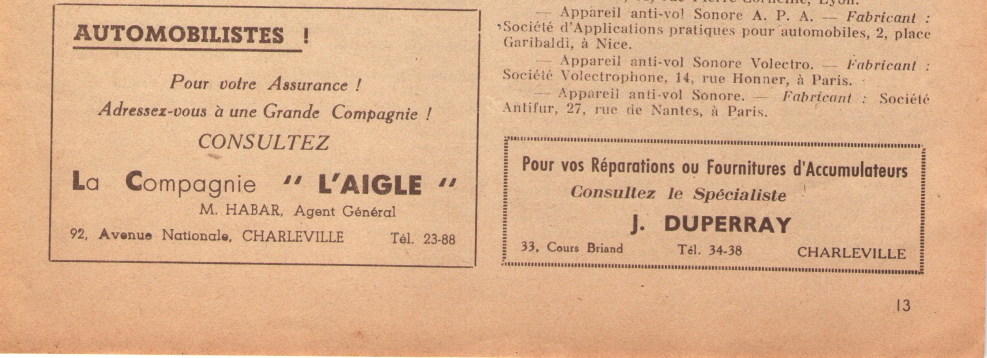 AUTOMOBILISTES !
Pour votre Assurance !
Adressez-vous à une Grande Compagnie !
CONSULTEZ
La Compagnie " L'AIGLE "
M. HABAR, Agent Général
92, Avenue Nationale, CHARLEVILLE Tél. 23-88
rue Pierre Corneille, Lyon.
— Appareil anti-vol Sonore A. P. A. — Fabricant :
Société d'Applications pratiques pour automobiles, 2, place
Garibaldi, à Nice.
— Appareil anti-vol Sonore Volectro. — Fabricant :
Société Volectrophone, 14, rue Honner, à Paris.
— Appareil anti-vol Sonore. — Fabricant : Société
Antifur, 27, rue de Nantes, à Paris.
Pour vos Réparations ou Fournitures d'Accumulateurs
Consultez le Spécialiste
J. DUPERRAY
33, Cours Briand Tél. 34-38 CHARLEVILLE
13